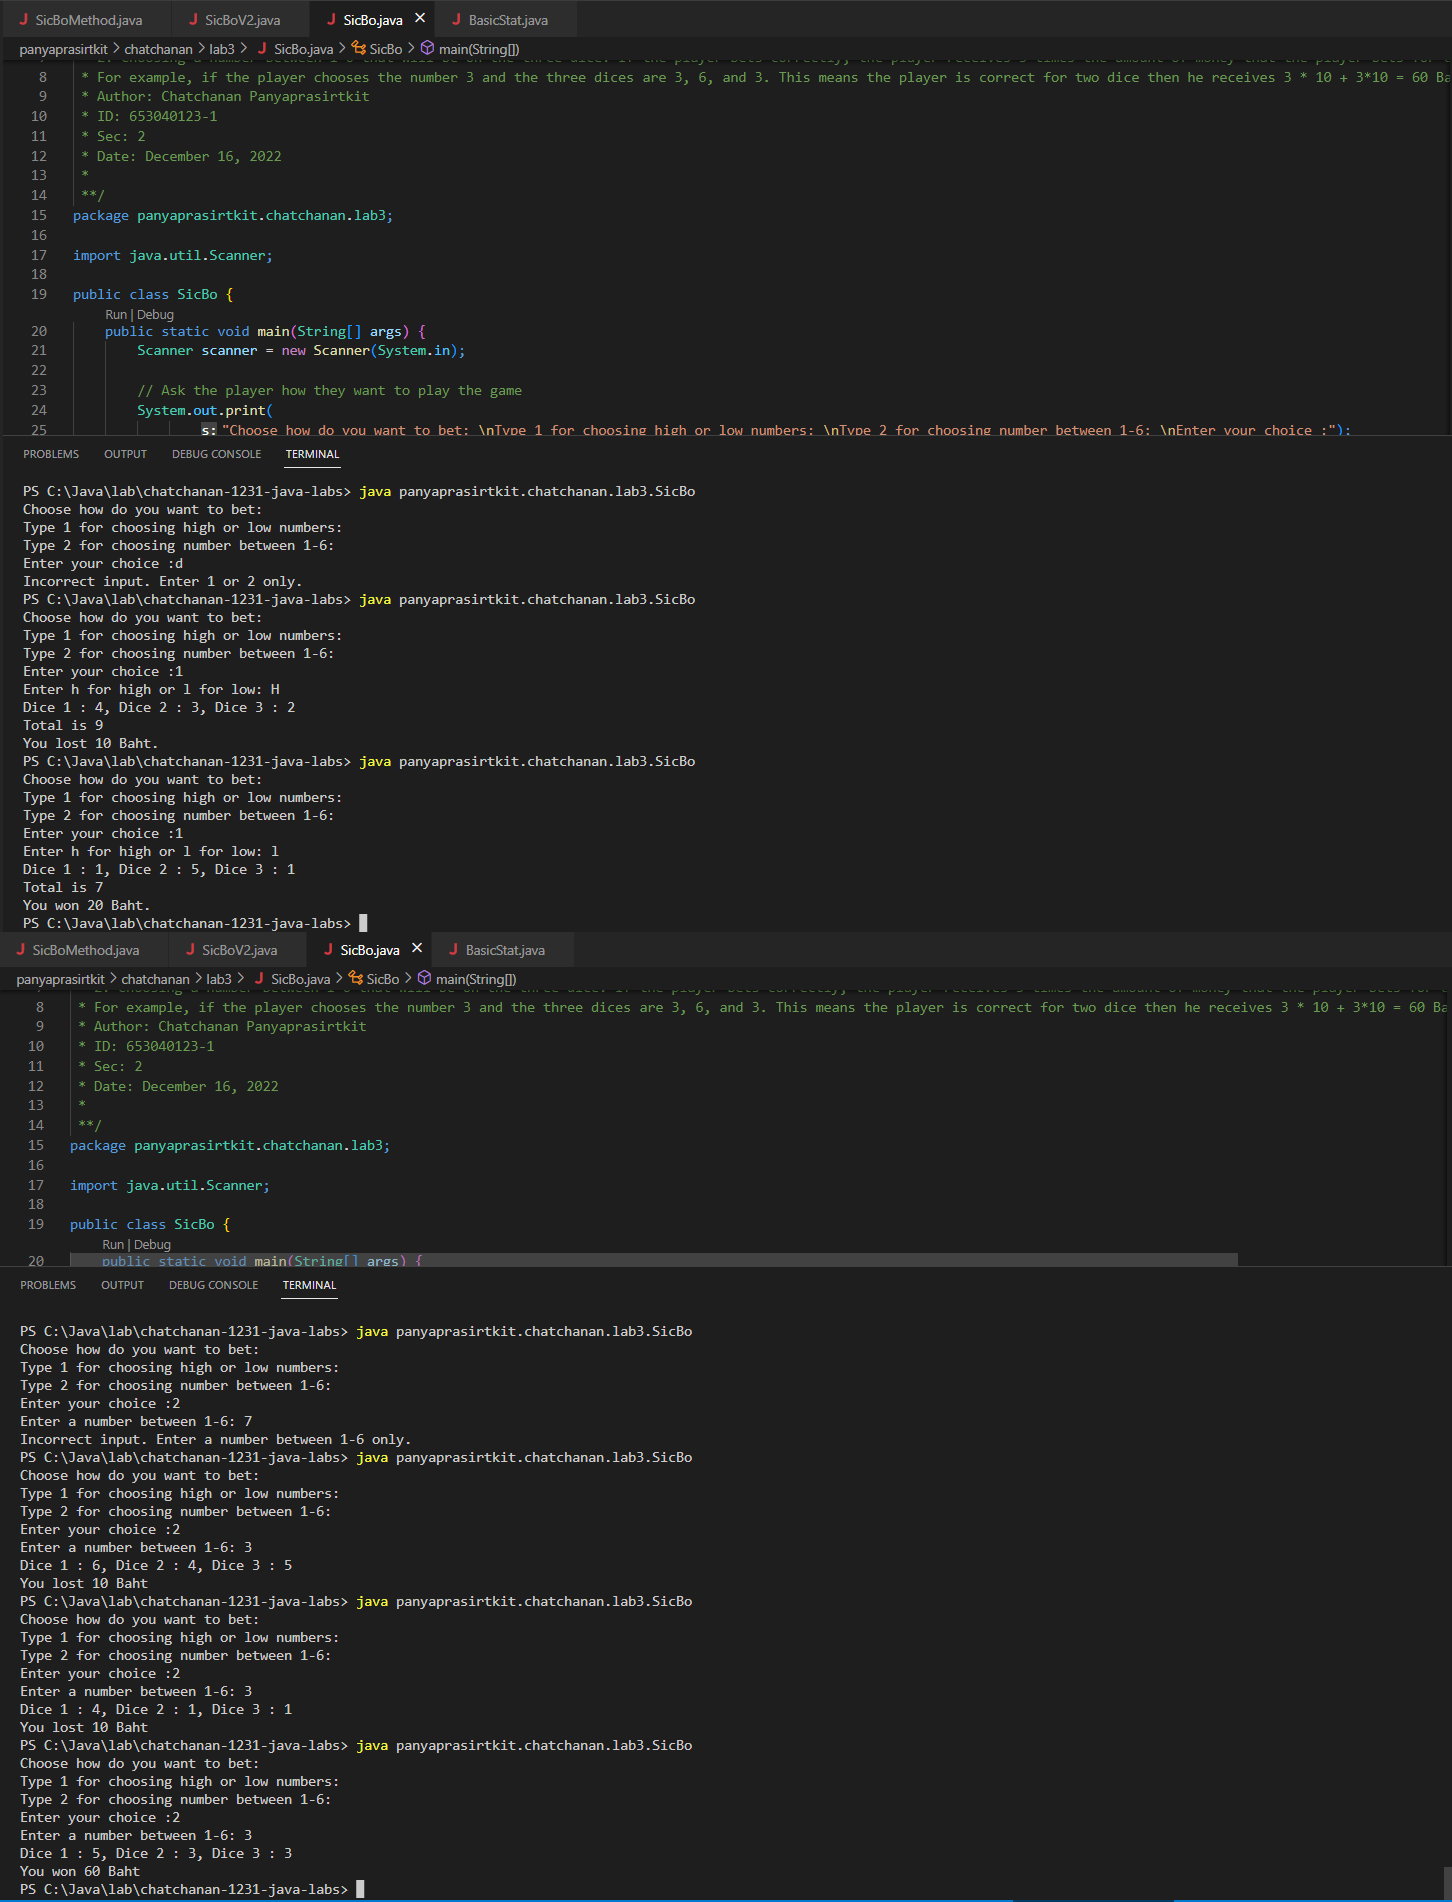 SicBoMethod.java SicBoV2.java SicBo.java × BasicStat.java
panyaprasirtkit > chatchanan > lab3 > SicBo.java > SicBo > main(String[])
8 * For example, if the player chooses the number 3 and the three dices are 3, 6, and 3. This means the player is correct for two dice then he receives 3 * 10 + 3*10 = 60 Ba
9 * Author: Chatchanan Panyaprasirtkit
10 * ID: 653040123-1
11 * Sec: 2
12 * Date: December 16, 2022
13 *
14 **/
15 package panyaprasirtkit.chatchanan.lab3;
16
17 import java.util.Scanner;
18
19 public class SicBo {
Run | Debug
20 public static void main(String[] args) {
21 Scanner scanner = new Scanner(System.in);
22
23 // Ask the player how they want to play the game
24 System.out.print(
25 s: "Choose how do you want to bet: \nType 1 for choosing high or low numbers: \nType 2 for choosing number between 1-6: \nEnter your choice :");
PROBLEMS OUTPUT DEBUG CONSOLE TERMINAL
PS C:\Java\lab\chatchanan-1231-java-labs> java panyaprasirtkit.chatchanan.lab3.SicBo
Choose how do you want to bet:
Type 1 for choosing high or low numbers:
Type 2 for choosing number between 1-6:
Enter your choice :d
Incorrect input. Enter 1 or 2 only.
PS C:\Java\lab\chatchanan-1231-java-labs> java panyaprasirtkit.chatchanan.lab3.SicBo
Choose how do you want to bet:
Type 1 for choosing high or low numbers:
Type 2 for choosing number between 1-6:
Enter your choice :1
Enter h for high or l for low: H
Dice 1 : 4, Dice 2 : 3, Dice 3 : 2
Total is 9
You lost 10 Baht.
PS C:\Java\lab\chatchanan-1231-java-labs> java panyaprasirtkit.chatchanan.lab3.SicBo
Choose how do you want to bet:
Type 1 for choosing high or low numbers:
Type 2 for choosing number between 1-6:
Enter your choice :1
Enter h for high or l for low: l
Dice 1 : 1, Dice 2 : 5, Dice 3 : 1
Total is 7
You won 20 Baht.
PS C:\Java\lab\chatchanan-1231-java-labs>
SicBoMethod.java SicBoV2.java SicBo.java × BasicStat.java
panyaprasirtkit > chatchanan > lab3 > SicBo.java > SicBo > main(String[])
8 * For example, if the player chooses the number 3 and the three dices are 3, 6, and 3. This means the player is correct for two dice then he receives 3 * 10 + 3*10 = 60 Ba
9 * Author: Chatchanan Panyaprasirtkit
10 * ID: 653040123-1
11 * Sec: 2
12 * Date: December 16, 2022
13 *
14 **/
15 package panyaprasirtkit.chatchanan.lab3;
16
17 import java.util.Scanner;
18
19 public class SicBo {
Run | Debug
20 public static void main(String[] args) {
PROBLEMS OUTPUT DEBUG CONSOLE TERMINAL
PS C:\Java\lab\chatchanan-1231-java-labs> java panyaprasirtkit.chatchanan.lab3.SicBo
Choose how do you want to bet:
Type 1 for choosing high or low numbers:
Type 2 for choosing number between 1-6:
Enter your choice :2
Enter a number between 1-6: 7
Incorrect input. Enter a number between 1-6 only.
PS C:\Java\lab\chatchanan-1231-java-labs> java panyaprasirtkit.chatchanan.lab3.SicBo
Choose how do you want to bet:
Type 1 for choosing high or low numbers:
Type 2 for choosing number between 1-6:
Enter your choice :2
Enter a number between 1-6: 3
Dice 1 : 6, Dice 2 : 4, Dice 3 : 5
You lost 10 Baht
PS C:\Java\lab\chatchanan-1231-java-labs> java panyaprasirtkit.chatchanan.lab3.SicBo
Choose how do you want to bet:
Type 1 for choosing high or low numbers:
Type 2 for choosing number between 1-6:
Enter your choice :2
Enter a number between 1-6: 3
Dice 1 : 4, Dice 2 : 1, Dice 3 : 1
You lost 10 Baht
PS C:\Java\lab\chatchanan-1231-java-labs> java panyaprasirtkit.chatchanan.lab3.SicBo
Choose how do you want to bet:
Type 1 for choosing high or low numbers:
Type 2 for choosing number between 1-6:
Enter your choice :2
Enter a number between 1-6: 3
Dice 1 : 5, Dice 2 : 3, Dice 3 : 3
You won 60 Baht
PS C:\Java\lab\chatchanan-1231-java-labs>